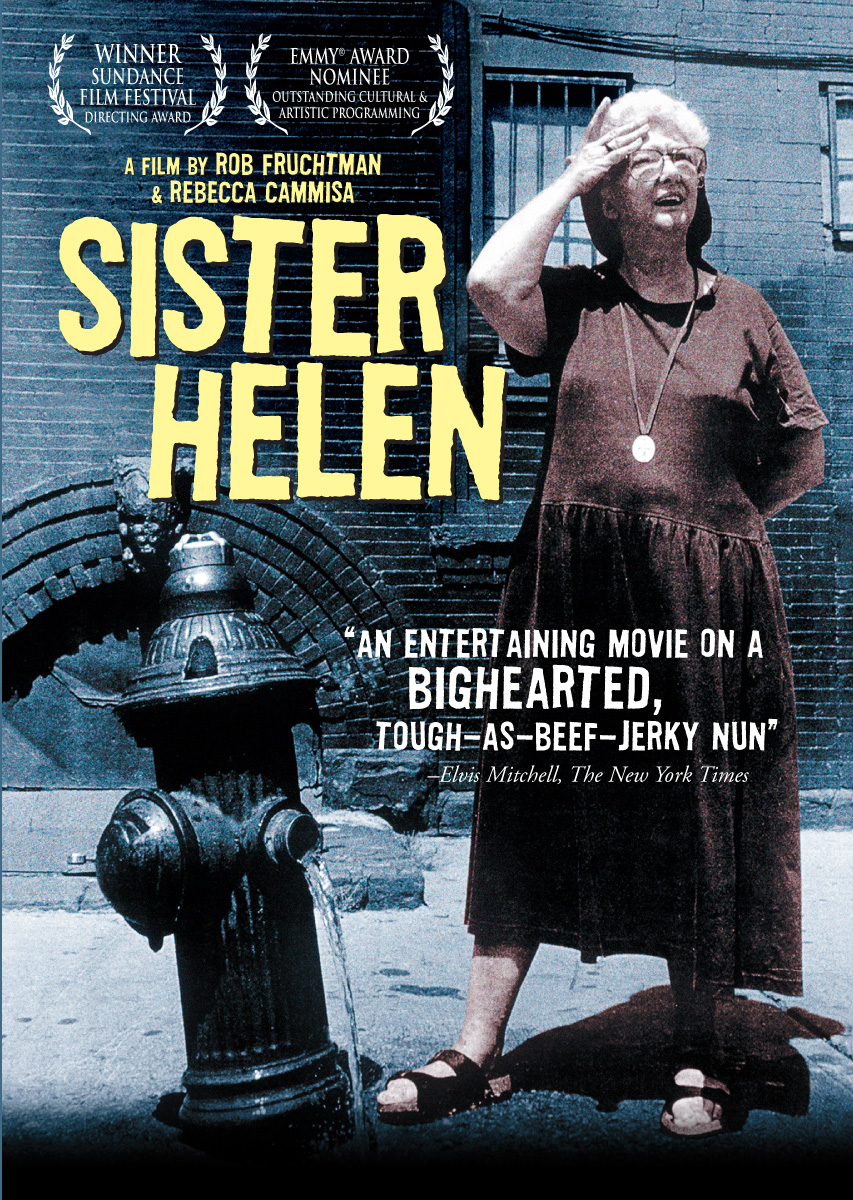 WINNER
SUNDANCE
FILM FESTIVAL
DIRECTING AWARD
EMMY® AWARD
NOMINEE
OUTSTANDING CULTURAL &
ARTISTIC PROGRAMMING
A FILM BY ROB FRUCHTMAN
& REBECCA CAMMISA
SISTER
HELEN
“AN ENTERTAINING MOVIE ON A
BIGHEARTED,
TOUGH–AS–BEEF–JERKY NUN”
–Elvis Mitchell, The New York Times